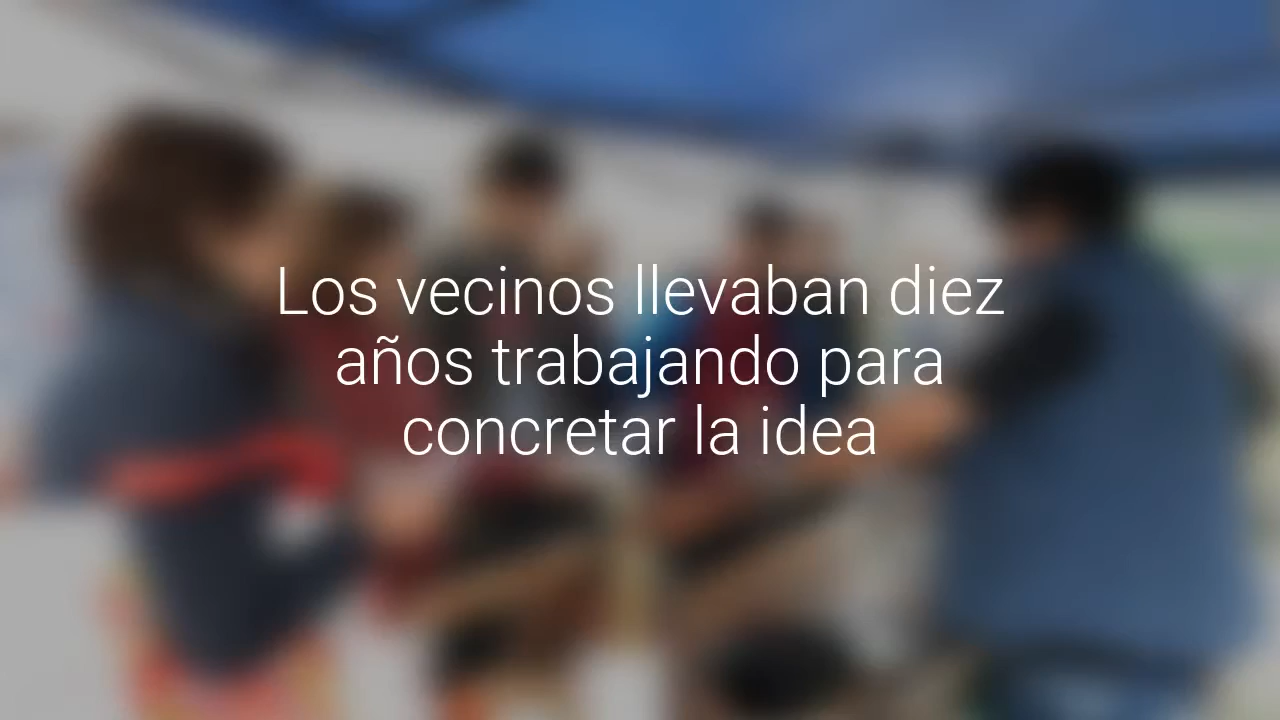 Los vecinos llevaban diez
años trabajando para
concretar la idea